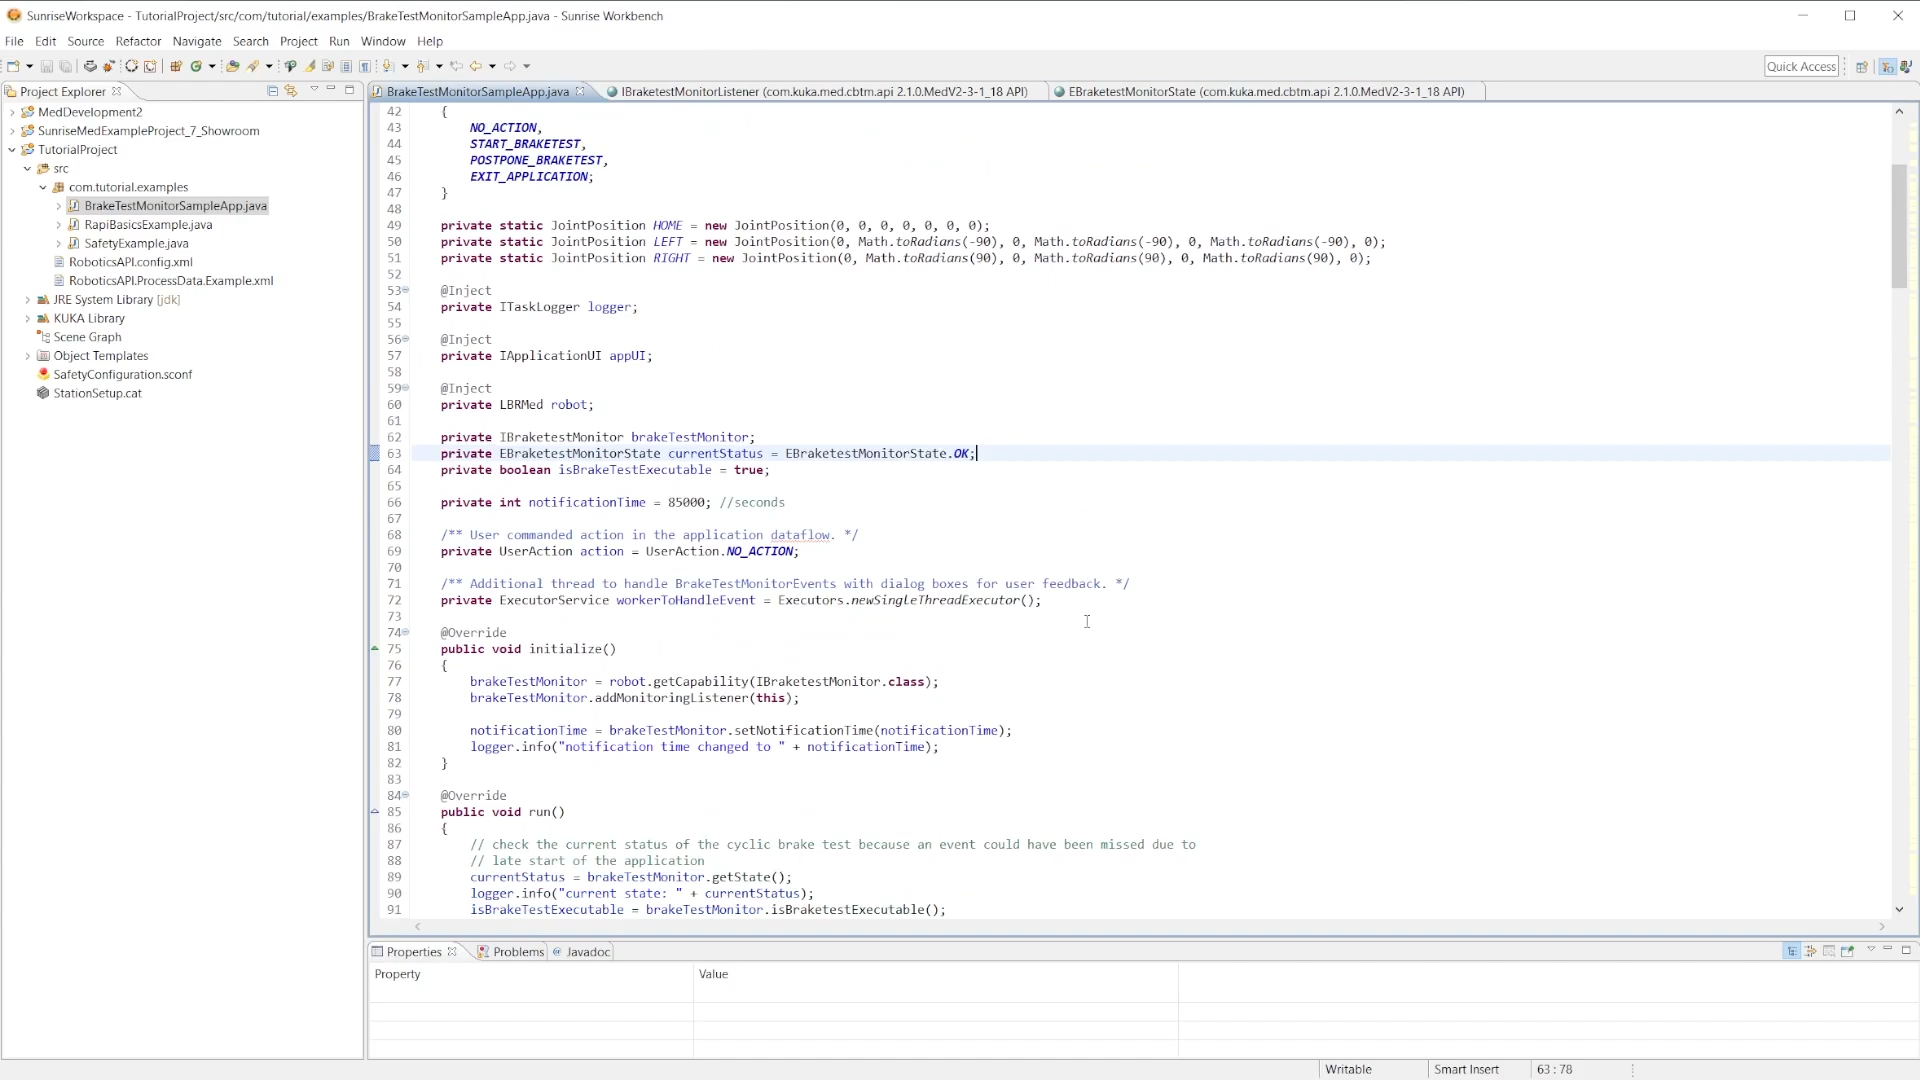 SunriseWorkspace - TutorialProject/src/com/tutorial/examples/BrakeTestMonitorSampleApp.java - Sunrise Workbench
File Edit Source Refactor Navigate Search Project Run Window Help
Quick Access
Project Explorer
MedDevelopment2
SunriseMedExampleProject_7_Showroom
TutorialProject
src
com.tutorial.examples
BrakeTestMonitorSampleApp.java
RapiBasicsExample.java
SafetyExample.java
RoboticsAPI.config.xml
RoboticsAPI.ProcessData.Example.xml
JRE System Library [jdk]
KUKA Library
Scene Graph
Object Templates
SafetyConfiguration.sconf
StationSetup.cat
BrakeTestMonitorSampleApp.java IBraketestMonitorListener (com.kuka.med.cbtm.api 2.1.0.MedV2-3-1_18 API) EBraketestMonitorState (com.kuka.med.cbtm.api 2.1.0.MedV2-3-1_18 API)
42 {
43 NO_ACTION,
44 START_BRAKETEST,
45 POSTPONE_BRAKETEST,
46 EXIT_APPLICATION;
47 }
48
49 private static JointPosition HOME = new JointPosition(0, 0, 0, 0, 0, 0, 0);
50 private static JointPosition LEFT = new JointPosition(0, Math.toRadians(-90), 0, Math.toRadians(-90), 0, Math.toRadians(-90), 0);
51 private static JointPosition RIGHT = new JointPosition(0, Math.toRadians(90), 0, Math.toRadians(90), 0, Math.toRadians(90), 0);
52
53 @Inject
54 private ITaskLogger logger;
55
56 @Inject
57 private IApplicationUI appUI;
58
59 @Inject
60 private LBRMed robot;
61
62 private IBraketestMonitor brakeTestMonitor;
63 private EBraketestMonitorState currentStatus = EBraketestMonitorState.OK;
64 private boolean isBrakeTestExecutable = true;
65
66 private int notificationTime = 85000; //seconds
67
68 /** User commanded action in the application dataflow. */
69 private UserAction action = UserAction.NO_ACTION;
70
71 /** Additional thread to handle BrakeTestMonitorEvents with dialog boxes for user feedback. */
72 private ExecutorService workerToHandleEvent = Executors.newSingleThreadExecutor();
73
74 @Override
75 public void initialize()
76 {
77 brakeTestMonitor = robot.getCapability(IBraketestMonitor.class);
78 brakeTestMonitor.addMonitoringListener(this);
79
80 notificationTime = brakeTestMonitor.setNotificationTime(notificationTime);
81 logger.info("notification time changed to " + notificationTime);
82 }
83
84 @Override
85 public void run()
86 {
87 // check the current status of the cyclic brake test because an event could have been missed due to
88 // late start of the application
89 currentStatus = brakeTestMonitor.getState();
90 logger.info("current state: " + currentStatus);
91 isBrakeTestExecutable = brakeTestMonitor.isBraketestExecutable();
Properties Problems Javadoc
Property Value
Writable Smart Insert 63 : 78